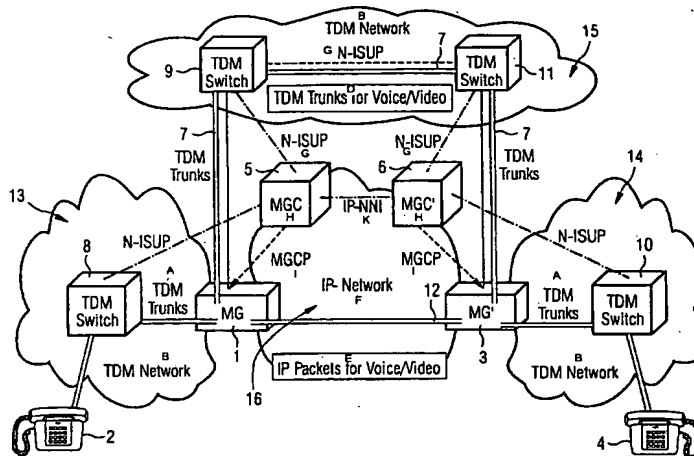 B
TDM Network
G N-ISUP
7
15
9
TDM
Switch
TDM
Switch
11
D
TDM Trunks for Voice/Video
7
TDM
Trunks
N-ISUP
G
N-ISUP
G
7
TDM
Trunks
5
6
14
13
MGC
H
IP-NNI
K
MGC'
H
N-ISUP
N-ISUP
8
10
MGCP
I
MGCP
I
A
TDM
Trunks
IP-Network
F
A
TDM
Trunks
TDM
Switch
TDM
Switch
MG
12
MG'
1
3
16
B
TDM Network
E
IP Packets for Voice/Video
B
TDM Network
2
4